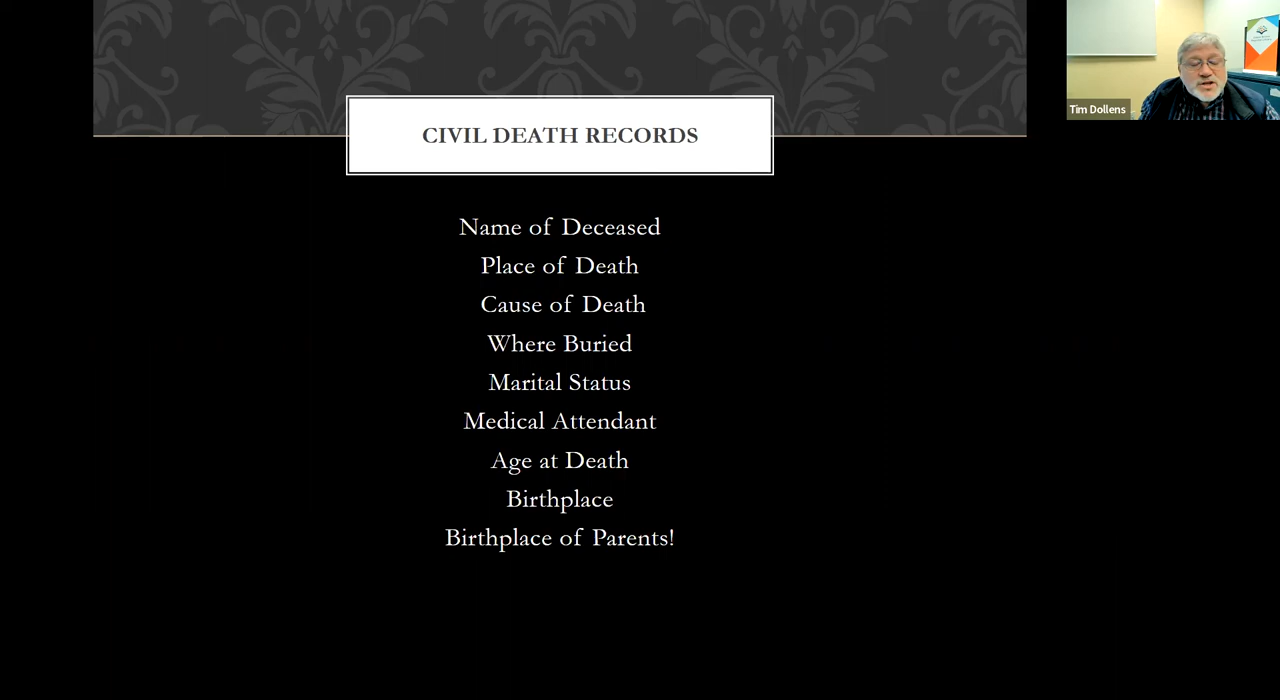 CIVIL DEATH RECORDS
Name of Deceased
Place of Death
Cause of Death
Where Buried
Marital Status
Medical Attendant
Age at Death
Birthplace
Birthplace of Parents!
Tim Dollens